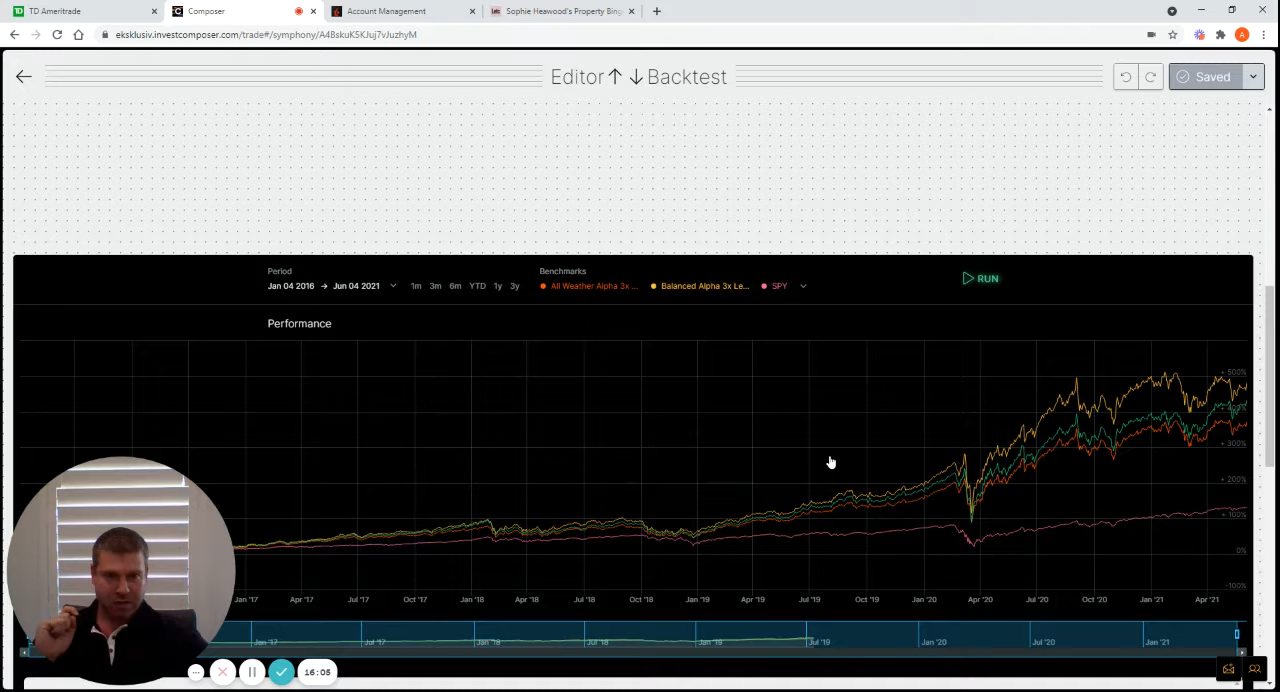 TD Ameritrade
Composer
Account Management
Sophie Heawood's Property Bing
eksklusiv.investcomposer.com/trade#/symphony/A4BskuK5KJuj7vJuzhyM
A
Editor Backtest
Saved
Period
Benchmarks
Jan 04 2016 → Jun 04 2021
1m 3m 6m YTD 1y 3y
All Weather Alpha 3x ...
Balanced Alpha 3x Le...
SPY
RUN
Performance
+ 500%
+ 400%
+ 300%
+ 200%
+ 100%
0%
-100%
Jan '17 Apr '17 Jul '17 Oct '17 Jan '18 Apr '18 Jul '18 Oct '18 Jan '19 Apr '19 Jul '19 Oct '19 Jan '20 Apr '20 Jul '20 Oct '20 Jan '21 Apr '21
Jan '17 Jul '17 Jan '18 Jul '18 Jan '19 Jul '19 Jan '20 Jul '20 Jan '21
16:05